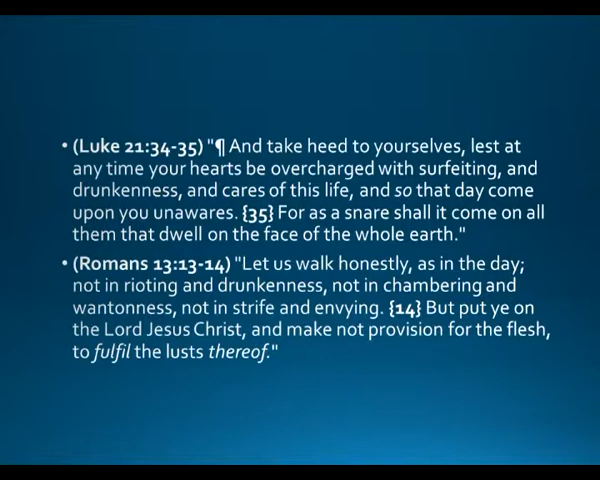 • (Luke 21:34-35) "¶ And take heed to yourselves, lest at
any time your hearts be overcharged with surfeiting, and
drunkenness, and cares of this life, and so that day come
upon you unawares. {35} For as a snare shall it come on all
them that dwell on the face of the whole earth."
• (Romans 13:13-14) "Let us walk honestly, as in the day;
not in rioting and drunkenness, not in chambering and
wantonness, not in strife and envying. {14} But put ye on
the Lord Jesus Christ, and make not provision for the flesh,
to fulfil the lusts thereof."